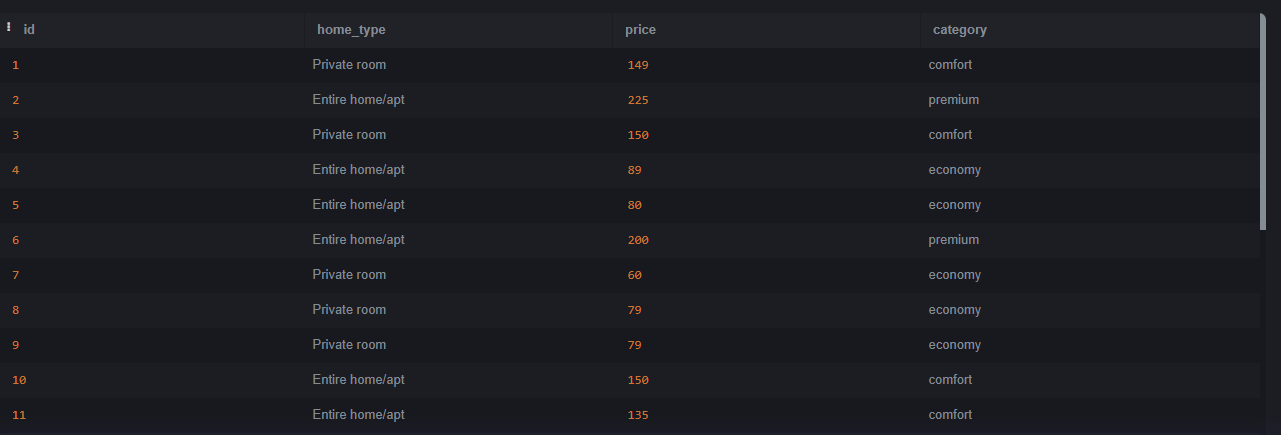 id home_type price category
1 Private room 149 comfort
2 Entire home/apt 225 premium
3 Private room 150 comfort
4 Entire home/apt 89 economy
5 Entire home/apt 80 economy
6 Entire home/apt 200 premium
7 Private room 60 economy
8 Private room 79 economy
9 Private room 79 economy
10 Entire home/apt 150 comfort
11 Entire home/apt 135 comfort